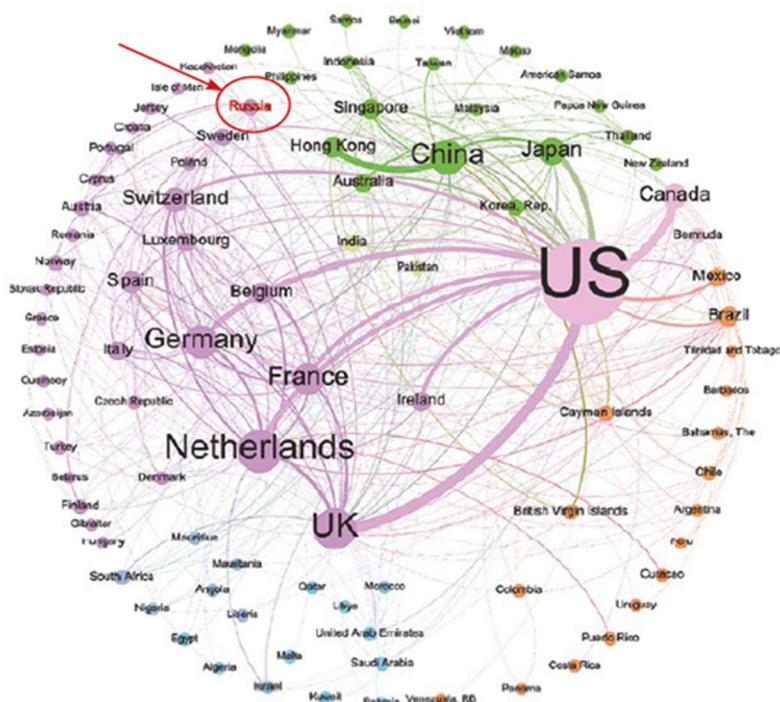 Samoa
Brunei
Myanmar
Vietnam
Mongolia
Indonesia
Taiwan
Macao
Kazakhstan
Philippines
American Samoa
Isle of Man
Russia
Singapore
Malaysia
Papua New Guinea
Jersey
Croatia
Sweden
Hong Kong
China
Japan
Thailand
Portugal
Poland
New Zealand
Cyprus
Switzerland
Australia
Canada
Austria
Korea, Rep.
Romania
Luxembourg
India
Bermuda
Norway
Pakistan
US
Mexico
Spain
Belgium
Slovak Republic
Brazil
Greece
Germany
Estonia
Italy
Trinidad and Tobago
France
Guernsey
Czech Republic
Ireland
Barbados
Cayman Islands
Azerbaijan
Bahamas, The
Turkey
Netherlands
Belarus
Denmark
Chile
Finland
British Virgin Islands
Argentina
Gibraltar
UK
Hungary
Mauritius
Peru
South Africa
Mauritania
Curacao
Angola
Qatar
Morocco
Colombia
Nigeria
Liberia
Libya
Uruguay
Egypt
United Arab Emirates
Puerto Rico
Malta
Saudi Arabia
Algeria
Costa Rica
Israel
Kuwait
Venezuela, RB
Panama